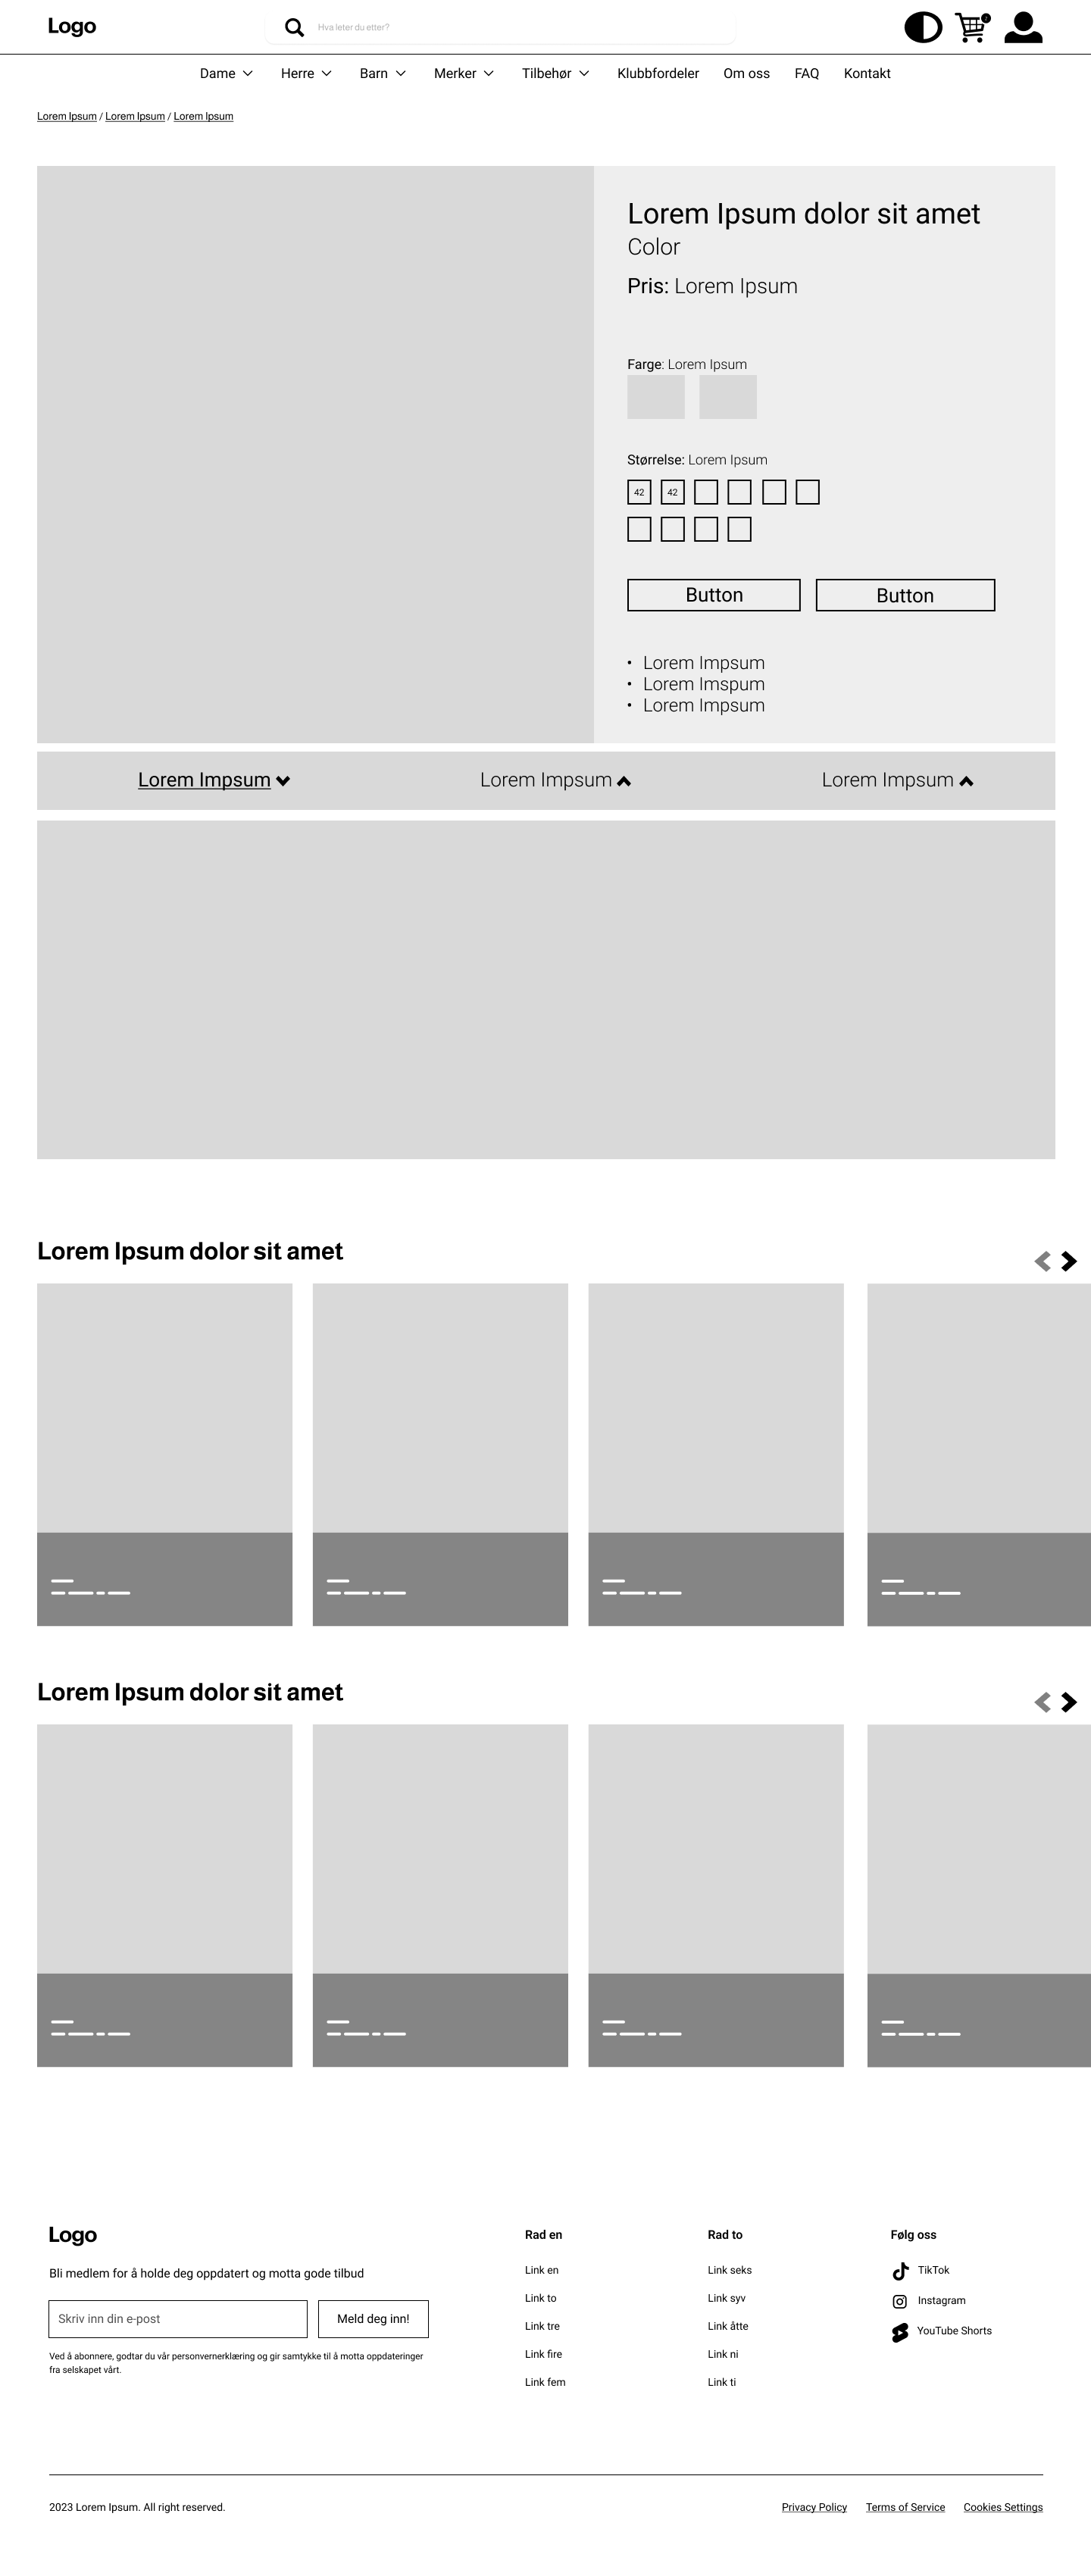 Logo
Hva leter du etter?
Dame Herre Barn Merker Tilbehør Klubbfordeler Om oss FAQ Kontakt
Lorem Ipsum / Lorem Ipsum / Lorem Ipsum
Lorem Ipsum dolor sit amet
Color
Pris: Lorem Ipsum
Farge: Lorem Ipsum
Størrelse: Lorem Ipsum
42 42
Button Button
• Lorem Impsum
• Lorem Imspum
• Lorem Impsum
Lorem Impsum Lorem Impsum Lorem Impsum
Lorem Ipsum dolor sit amet
Lorem Ipsum dolor sit amet
Logo
Bli medlem for å holde deg oppdatert og motta gode tilbud
Skriv inn din e-post Meld deg inn!
Ved å abonnere, godtar du vår personvernerklæring og gir samtykke til å motta oppdateringer
fra selskapet vårt.
Rad en
Link en
Link to
Link tre
Link fire
Link fem
Rad to
Link seks
Link syv
Link åtte
Link ni
Link ti
Følg oss
TikTok
Instagram
YouTube Shorts
2023 Lorem Ipsum. All right reserved.
Privacy Policy Terms of Service Cookies Settings